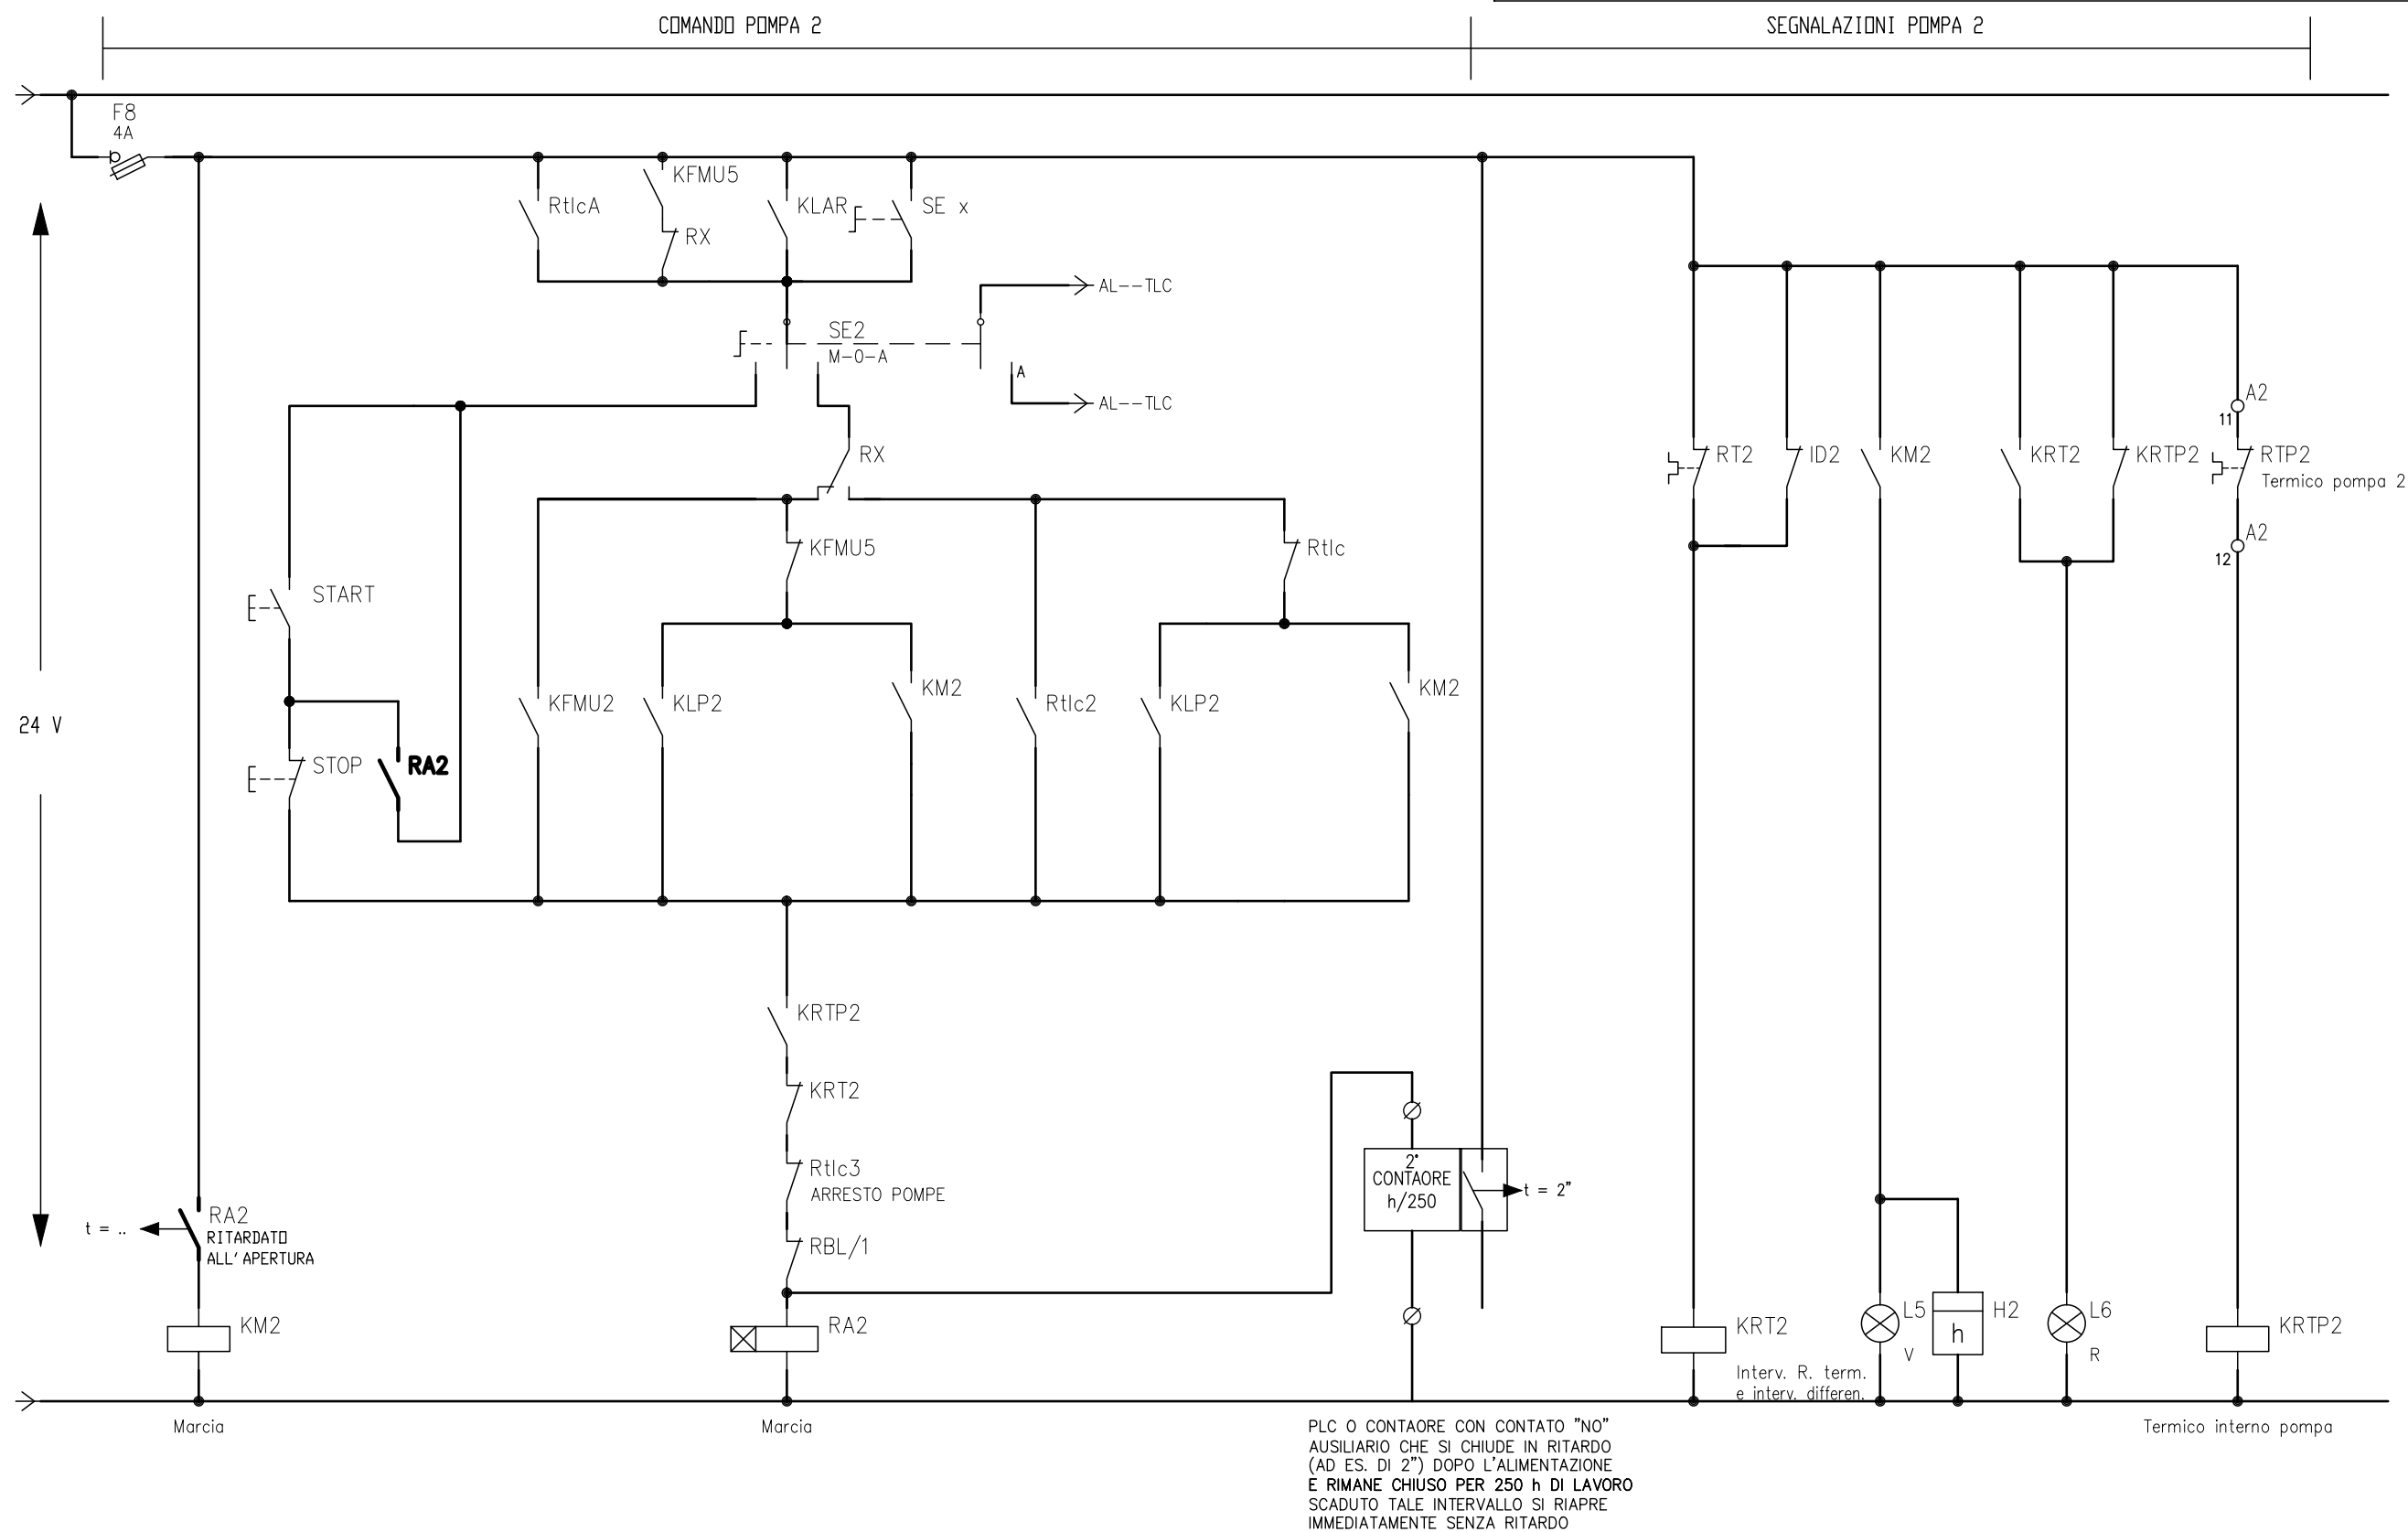 COMANDO POMPA 2
SEGNALAZIONI POMPA 2
F8
4A
RtlcA
KFMU5
RX
KLAR
SE x
AL--TLC
SE2
M-0-A
A
AL--TLC
RX
A2
11
RT2
ID2
KM2
KRT2
KRTP2
RTP2
Termico pompa 2
A2
12
KFMU5
Rtlc
START
KFMU2
KLP2
KM2
Rtlc2
KLP2
KM2
24 V
STOP
RA2
KRTP2
KRT2
Rtlc3
ARRESTO POMPE
RBL/1
2°
CONTAORE
h/250
t = 2"
t = ..
RA2
RITARDATO
ALL' APERTURA
KM2
RA2
KRT2
Interv. R. term.
e interv. differen.
L5
V
H2
h
L6
R
KRTP2
Marcia
Marcia
Termico interno pompa
PLC O CONTAORE CON CONTATO "NO"
AUSILIARIO CHE SI CHIUDE IN RITARDO
(AD ES. DI 2") DOPO L'ALIMENTAZIONE
E RIMANE CHIUSO PER 250 h DI LAVORO
SCADUTO TALE INTERVALLO SI RIAPRE
IMMEDIATAMENTE SENZA RITARDO